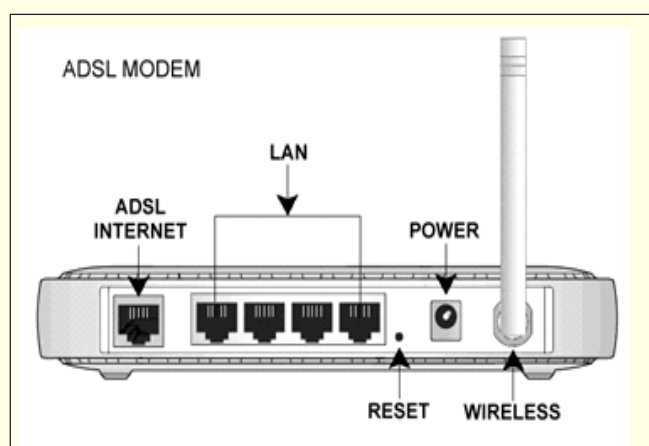 ADSL MODEM
LAN
ADSL
INTERNET
POWER
RESET
WIRELESS